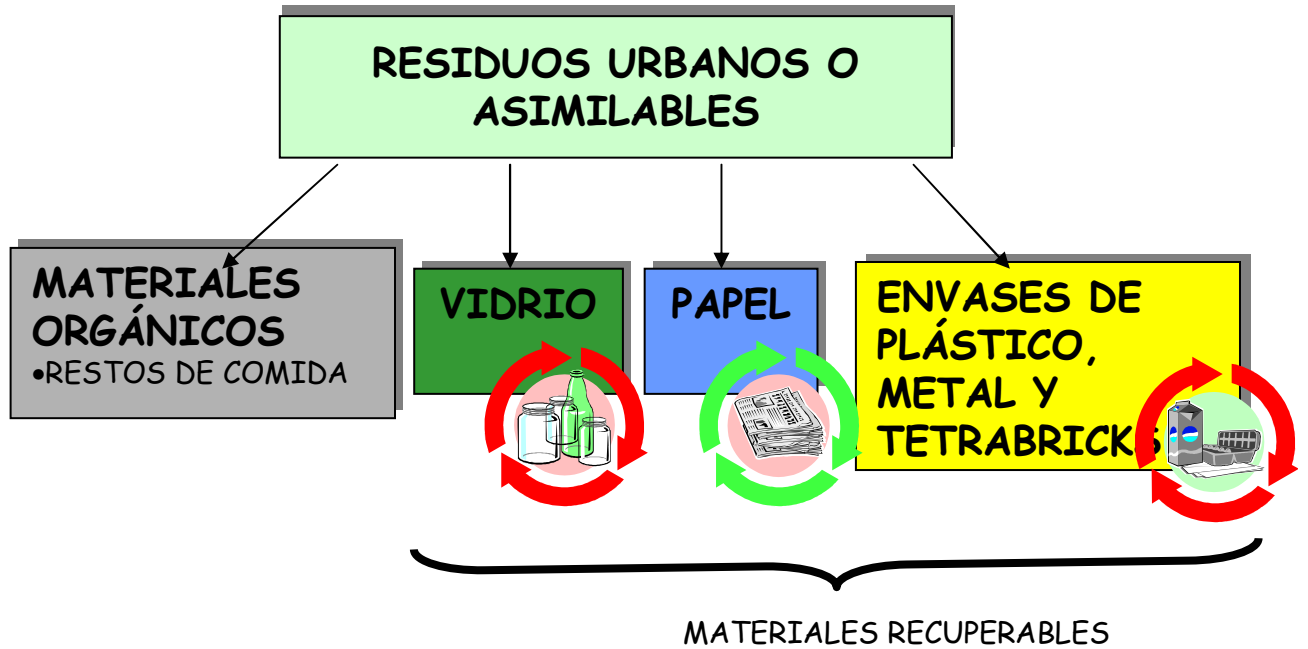 RESIDUOS URBANOS O
ASIMILABLES
MATERIALES
ORGÁNICOS
•RESTOS DE COMIDA
VIDRIO
PAPEL
ENVASES DE
PLÁSTICO,
METAL Y
TETRABRICKS
MATERIALES RECUPERABLES